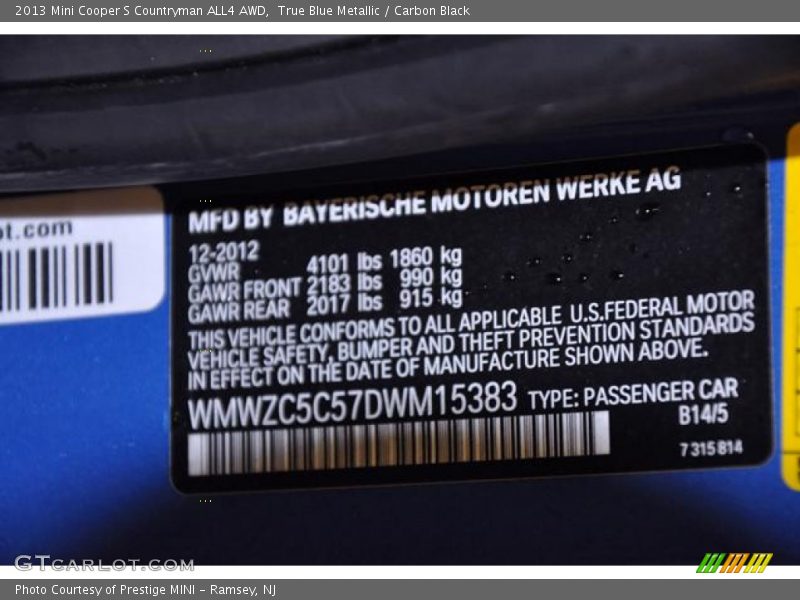 2013 Mini Cooper S Countryman ALL4 AWD, True Blue Metallic / Carbon Black
.com
MFD BY BAYERISCHE MOTOREN WERKE AG
12-2012
GVWR 4101 lbs 1860 kg
GAWR FRONT 2183 lbs 990 kg
GAWR REAR 2017 lbs 915 kg
THIS VEHICLE CONFORMS TO ALL APPLICABLE U.S.FEDERAL MOTOR
VEHICLE SAFETY, BUMPER AND THEFT PREVENTION STANDARDS
IN EFFECT ON THE DATE OF MANUFACTURE SHOWN ABOVE.
WMWZC5C57DWM15383 TYPE: PASSENGER CAR
B14/5
7 315 814
GTCARLOT.COM
Photo Courtesy of Prestige MINI - Ramsey, NJ